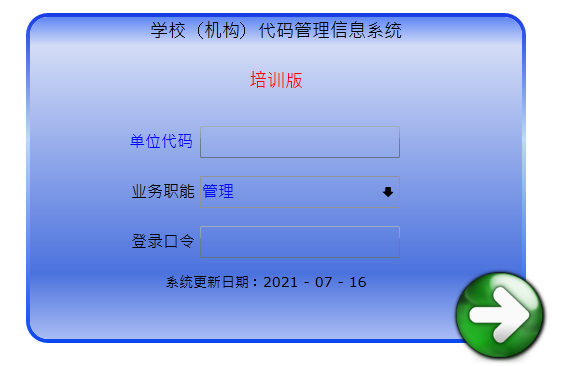 学校（机构）代码管理信息系统
培训版
单位代码
业务职能 管理
登录口令
系统更新日期：2021 - 07 - 16